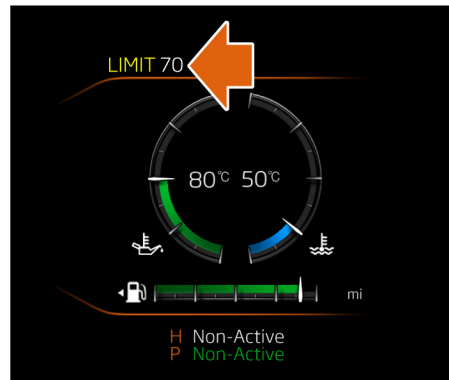 LIMIT 70
80°C 50°C
mi
H Non-Active
P Non-Active